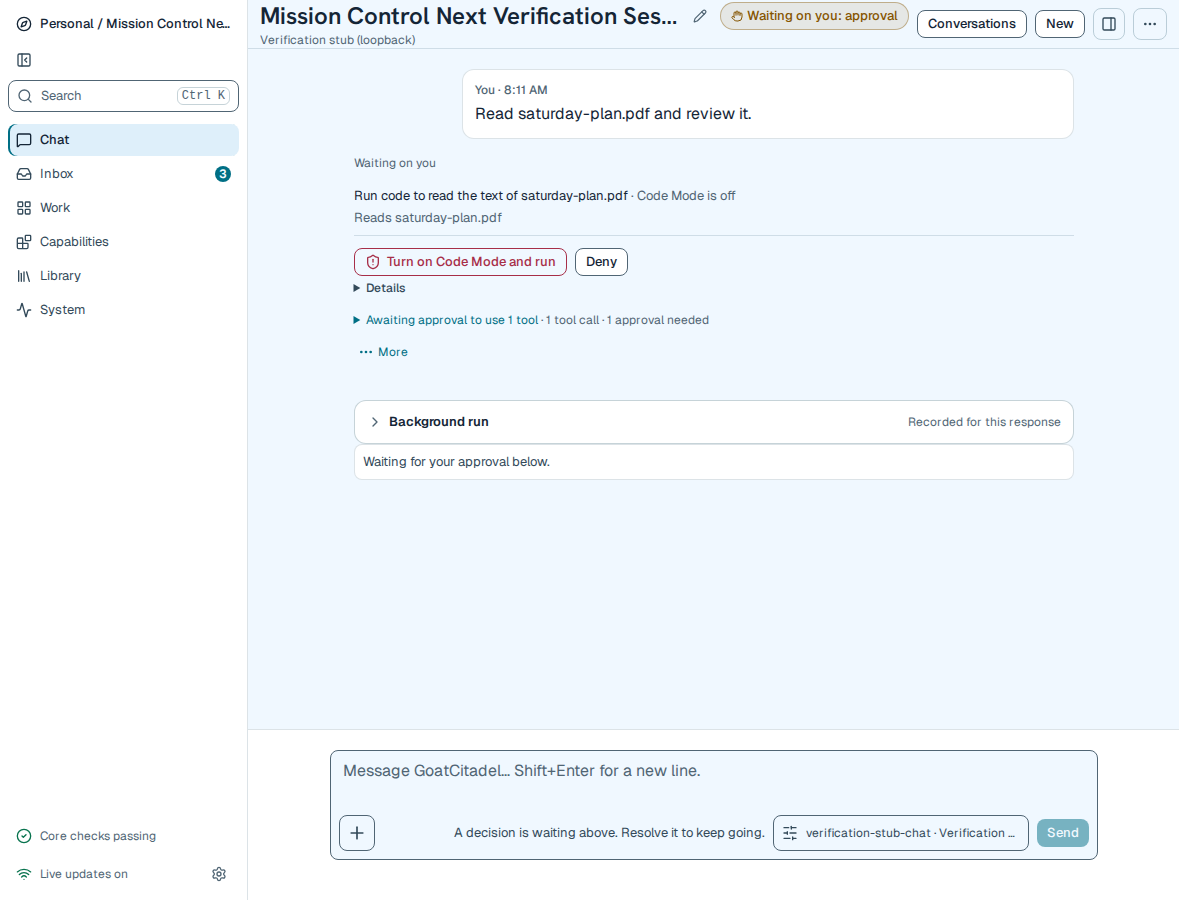 Personal / Mission Control Ne...
Search Ctrl K
Chat
Inbox 3
Work
Capabilities
Library
System
Core checks passing
Live updates on
Mission Control Next Verification Ses...
Verification stub (loopback)
Waiting on you: approval
Conversations
New
You · 8:11 AM
Read saturday-plan.pdf and review it.
Waiting on you
Run code to read the text of saturday-plan.pdf · Code Mode is off
Reads saturday-plan.pdf
Turn on Code Mode and run
Deny
Details
Awaiting approval to use 1 tool · 1 tool call · 1 approval needed
More
Background run Recorded for this response
Waiting for your approval below.
Message GoatCitadel... Shift+Enter for a new line.
A decision is waiting above. Resolve it to keep going.
verification-stub-chat · Verification ...
Send